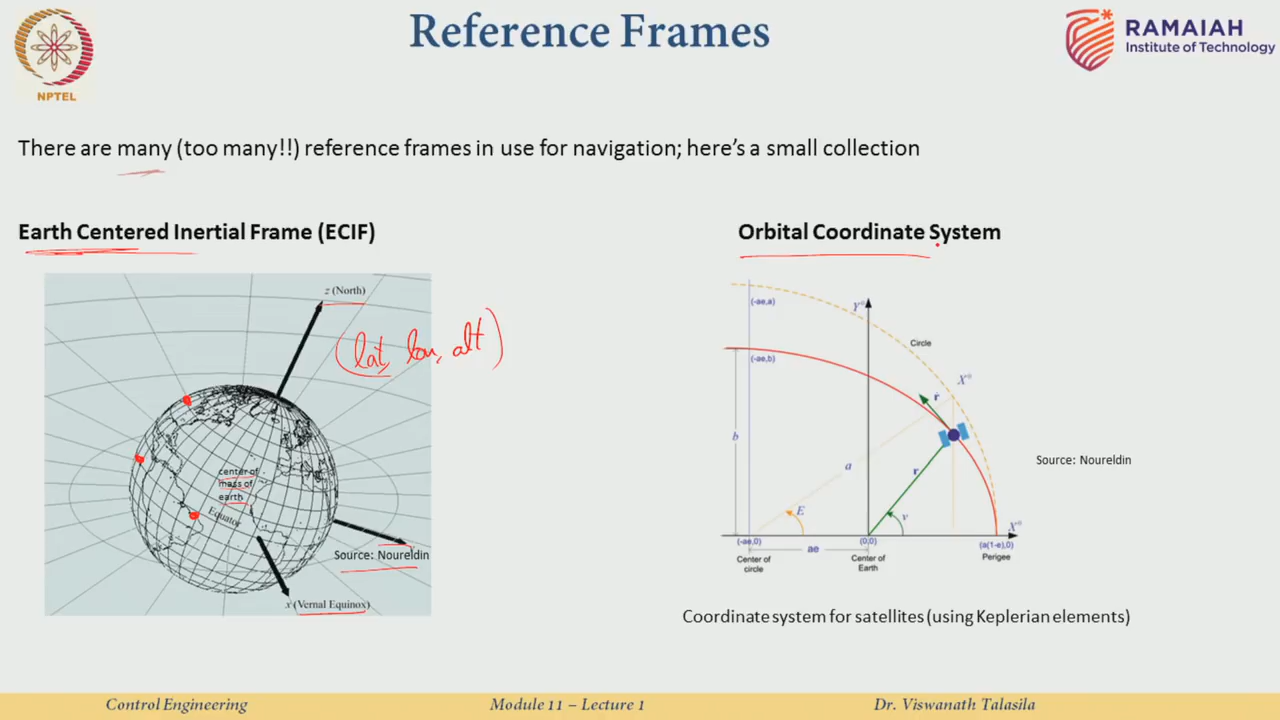 Reference Frames
NPTEL
RAMAIAH
Institute of Technology
There are many (too many!!) reference frames in use for navigation; here's a small collection
Earth Centered Inertial Frame (ECIF)
z (North)
(lat, lon, alt)
center of
mass of
earth
Equator
Source: Noureldin
x (Vernal Equinox)
Orbital Coordinate System
(-ae,a)
Y⁰
Circle
(-ae,b)
X⁰
ṙ
b
a
r
E
ν
X⁰
(-ae,0)
ae
(0,0)
(a(1-e),0)
Center of
circle
Center of
Earth
Perigee
Source: Noureldin
Coordinate system for satellites (using Keplerian elements)
Control Engineering
Module 11 – Lecture 1
Dr. Viswanath Talasila